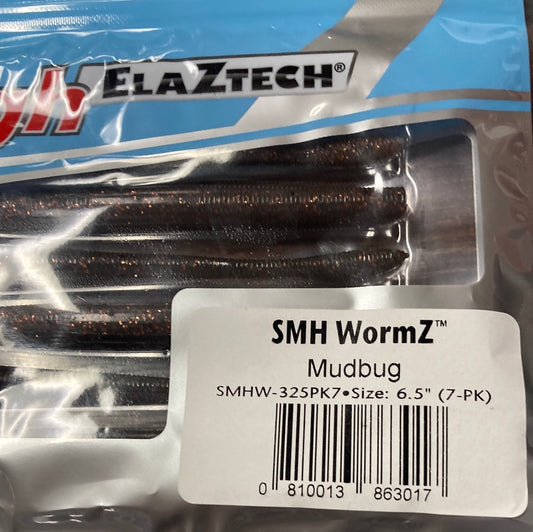 ElaZtech®
SMH WormZ™
Mudbug
SMHW-325PK7•Size: 6.5" (7-PK)
0 810013 863017